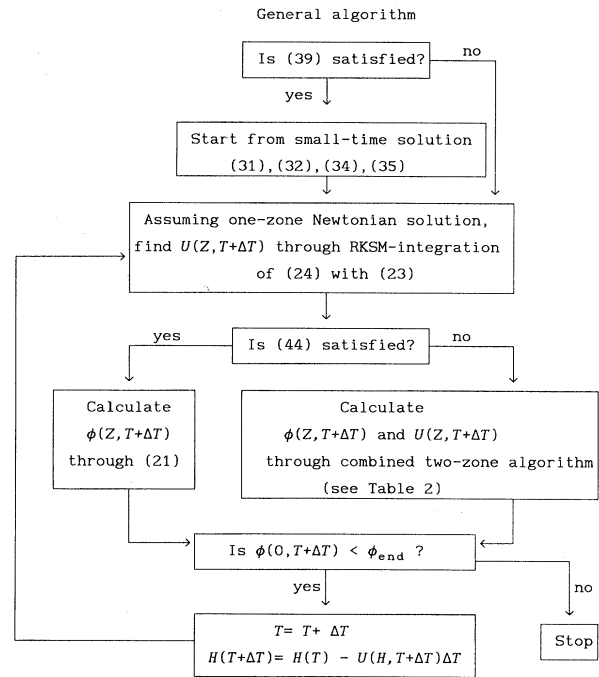 General algorithm
Is (39) satisfied?
no
yes
Start from small-time solution
(31),(32),(34),(35)
Assuming one-zone Newtonian solution,
find U(Z,T+ΔT) through RKSM-integration
of (24) with (23)
yes
Is (44) satisfied?
no
Calculate
ϕ(Z,T+ΔT)
through (21)
Calculate
ϕ(Z,T+ΔT) and U(Z,T+ΔT)
through combined two-zone algorithm
(see Table 2)
Is ϕ(0,T+ΔT) < ϕend ?
yes
no
T= T+ ΔT
H(T+ΔT)= H(T) - U(H,T+ΔT)ΔT
Stop